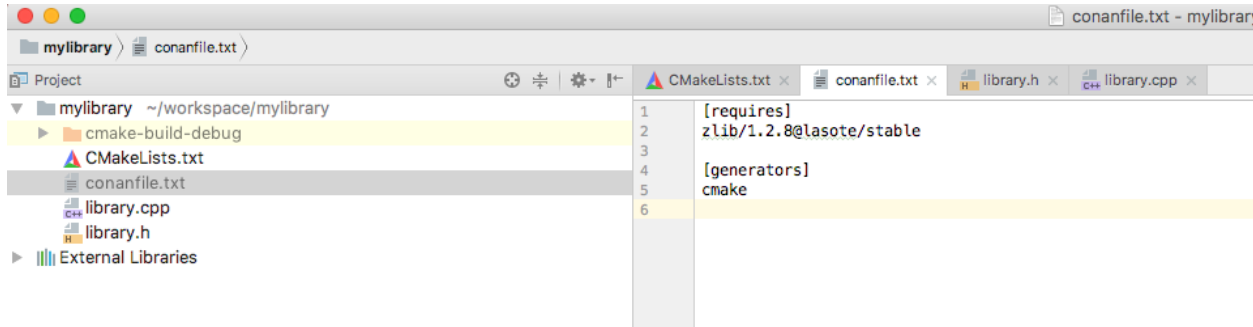 conanfile.txt - mylibrary
mylibrary conanfile.txt
Project
CMakeLists.txt conanfile.txt library.h library.cpp
mylibrary ~/workspace/mylibrary
cmake-build-debug
CMakeLists.txt
conanfile.txt
C++ library.cpp
H library.h
External Libraries
1 [requires]
2 zlib/1.2.8@lasote/stable
3
4 [generators]
5 cmake
6